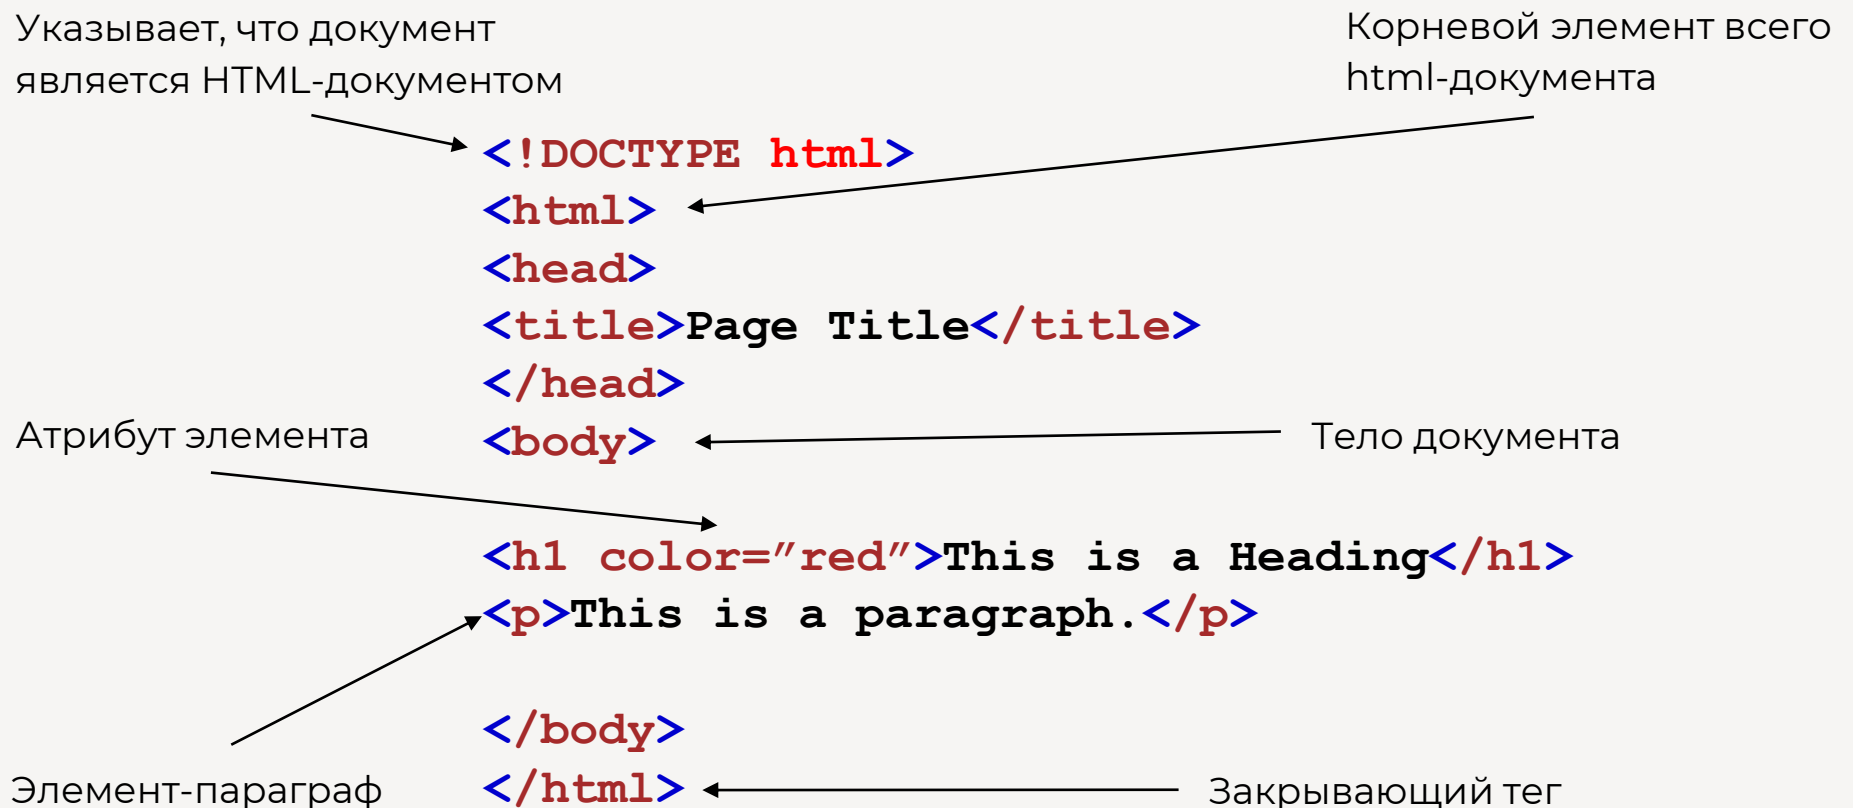 Указывает, что документ
является HTML-документом
Корневой элемент всего
html-документа
<!DOCTYPE html>
<html>
<head>
<title>Page Title</title>
</head>
Атрибут элемента
<body>
Тело документа
<h1 color=″red″>This is a Heading</h1>
<p>This is a paragraph.</p>
</body>
Элемент-параграф
</html>
Закрывающий тег